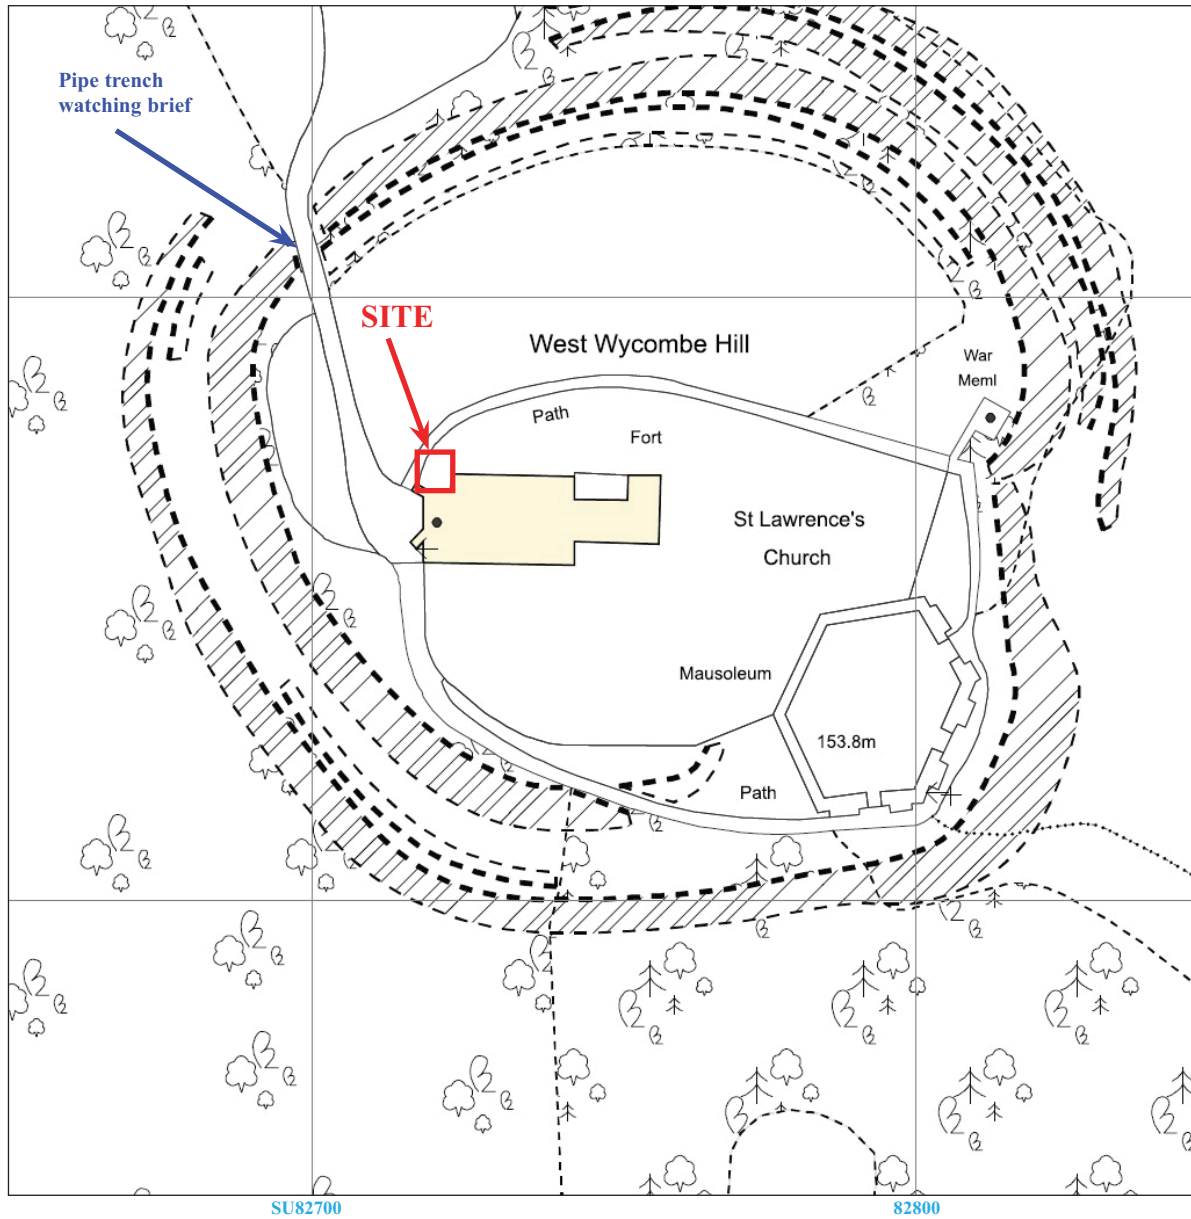 Pipe trench
watching brief
SITE
West Wycombe Hill
War
Meml
Path
Fort
St Lawrence's
Church
Mausoleum
153.8m
Path
SU82700
82800